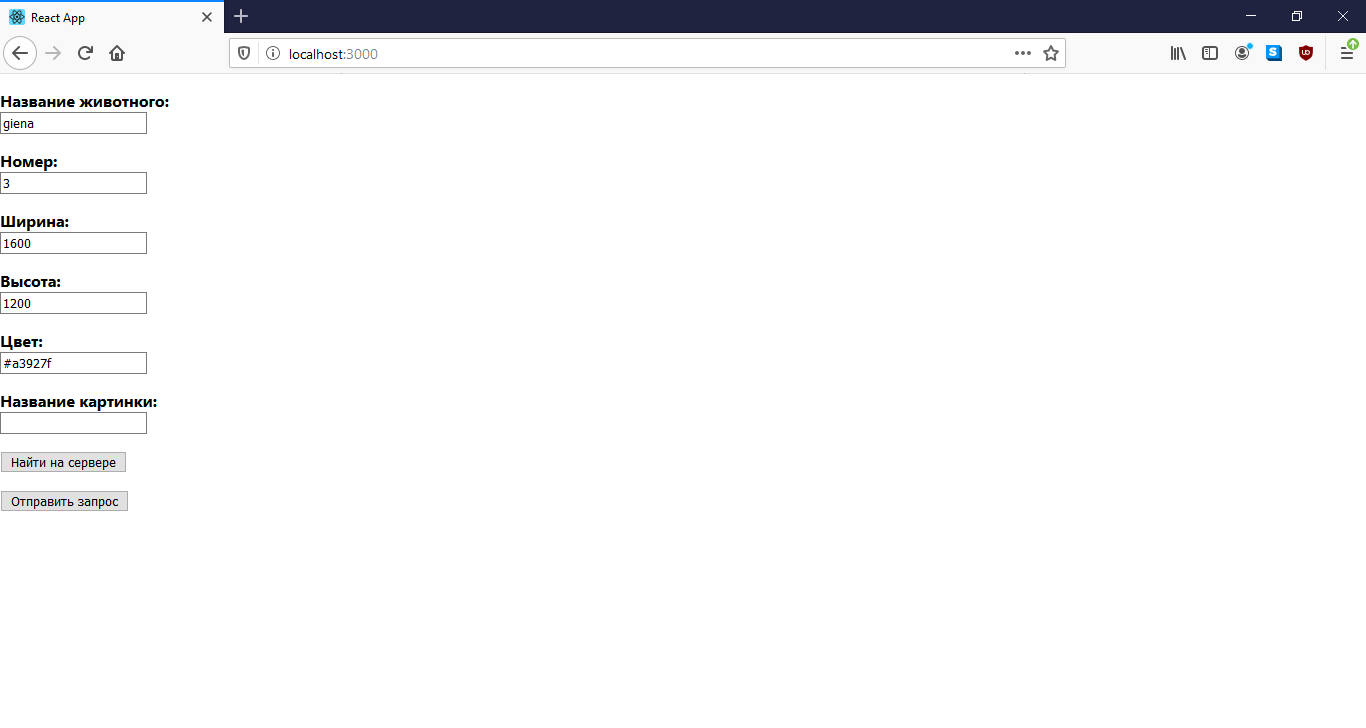 React App
localhost:3000
Название животного:
giena
Номер:
3
Ширина:
1600
Высота:
1200
Цвет:
#a3927f
Название картинки:
Найти на сервере
Отправить запрос